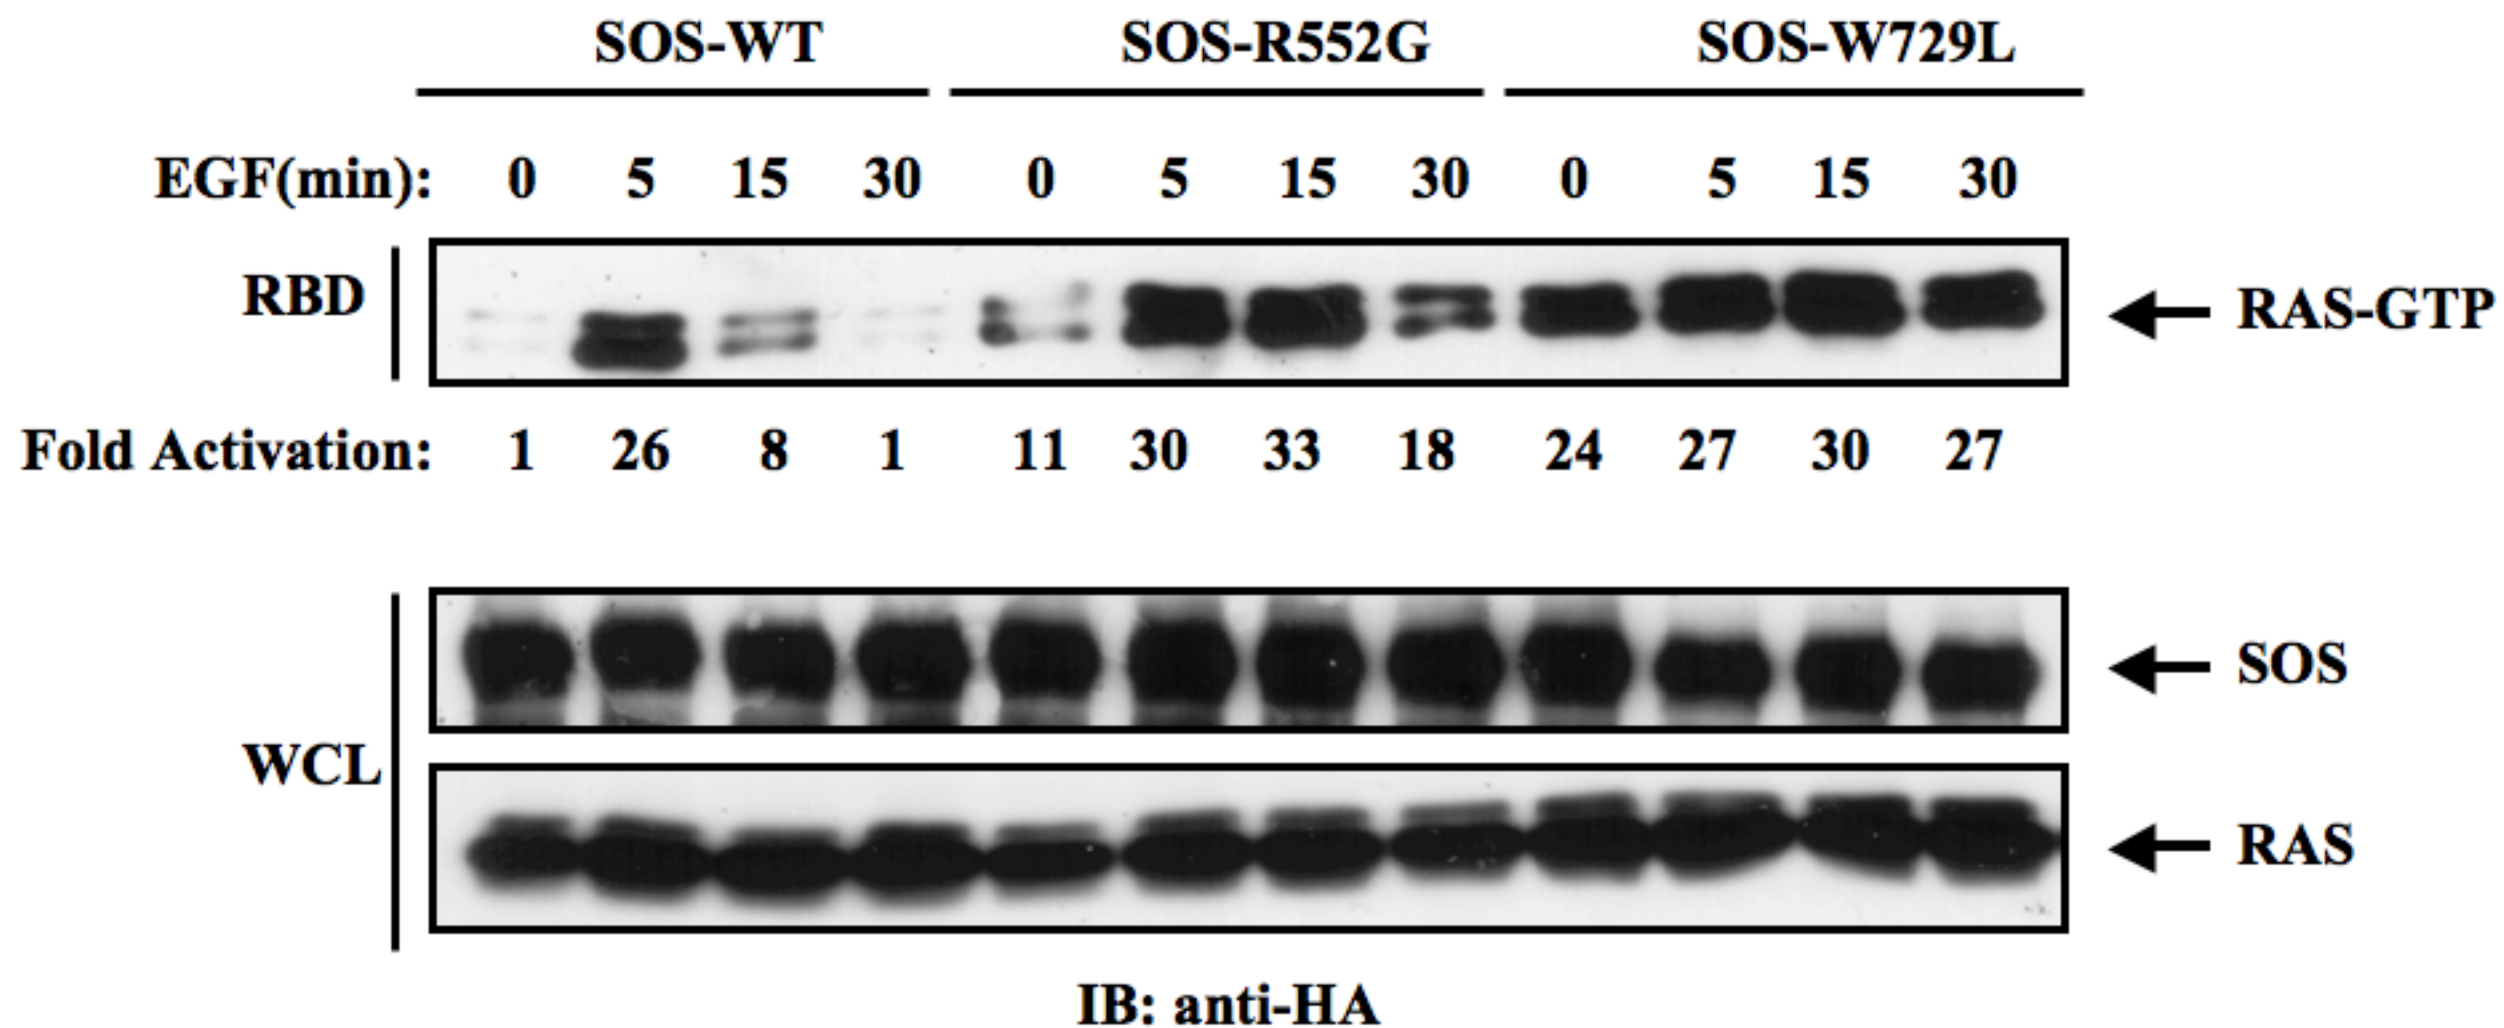 SOS-WT SOS-R552G SOS-W729L
EGF(min): 0 5 15 30 0 5 15 30 0 5 15 30
RBD RAS-GTP
Fold Activation: 1 26 8 1 11 30 33 18 24 27 30 27
SOS
WCL
RAS
IB: anti-HA